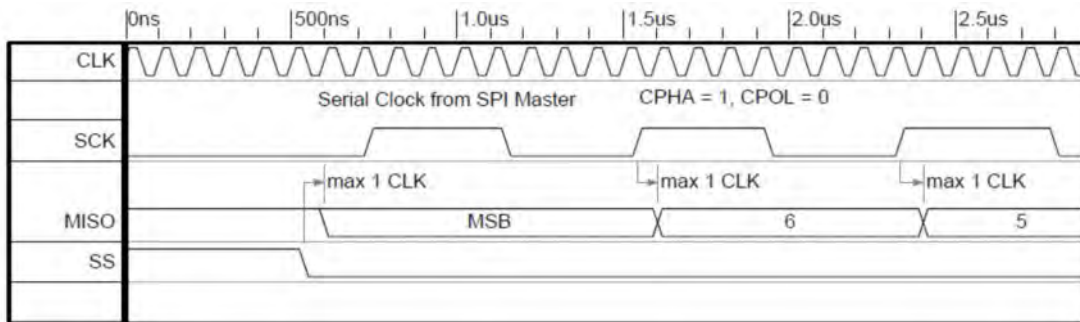 0ns 500ns 1.0us 1.5us 2.0us 2.5us
CLK
Serial Clock from SPI Master CPHA = 1, CPOL = 0
SCK
max 1 CLK max 1 CLK max 1 CLK
MISO MSB 6 5
SS